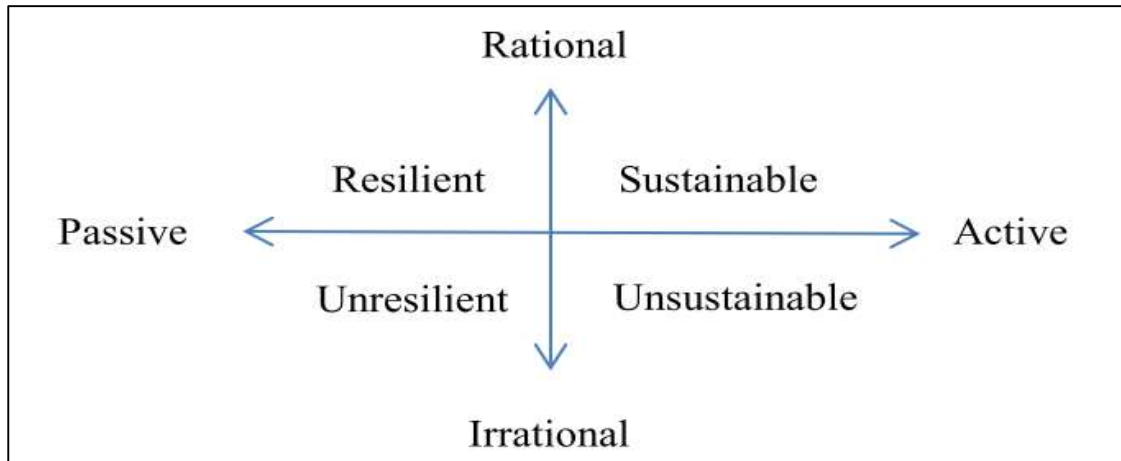 Rational
Resilient Sustainable
Passive Active
Unresilient Unsustainable
Irrational